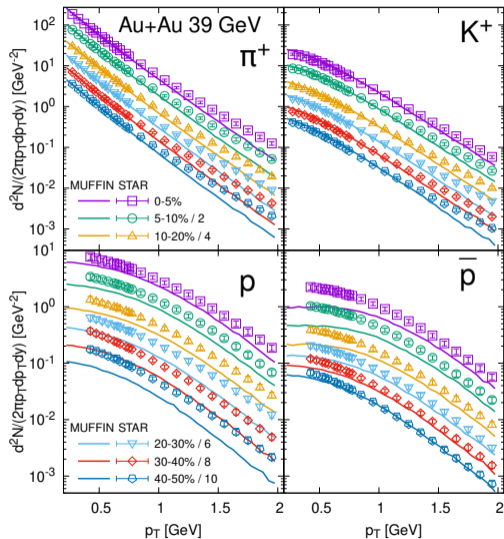 Au+Au 39 GeV
π+
K+
d²N/(2πpTdpTdy) [GeV⁻²]
10²
10¹
10⁰
10⁻¹
10⁻²
10⁻³
MUFFIN STAR
0-5%
5-10% / 2
10-20% / 4
p
p̅
d²N/(2πpTdpTdy) [GeV⁻²]
10¹
10⁰
10⁻¹
10⁻²
10⁻³
MUFFIN STAR
20-30% / 6
30-40% / 8
40-50% / 10
0.5 1 1.5 2
0.5 1 1.5 2
pT [GeV]
pT [GeV]